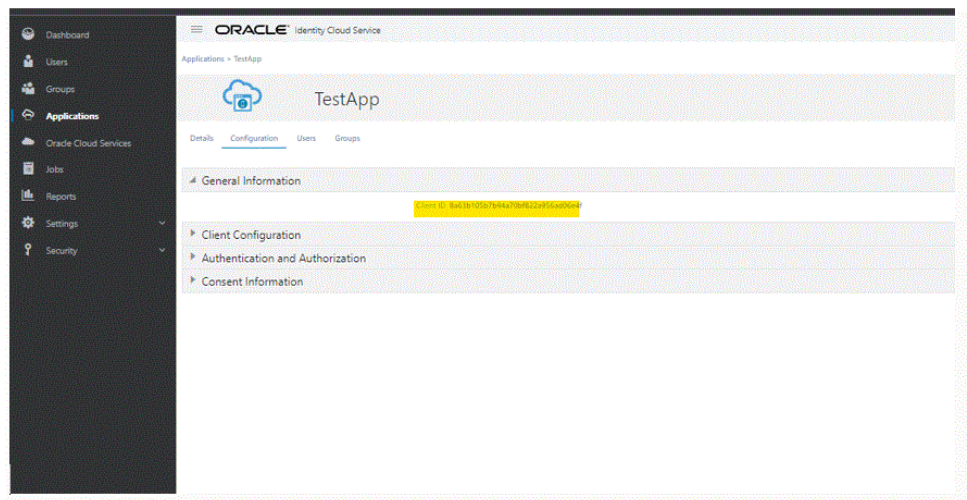 Dashboard
Users
Groups
Applications
Oracle Cloud Services
Jobs
Reports
Settings
Security
ORACLE Identity Cloud Service
Applications > TestApp
TestApp
Details Configuration Users Groups
General Information
Client ID
Client Configuration
Authentication and Authorization
Consent Information